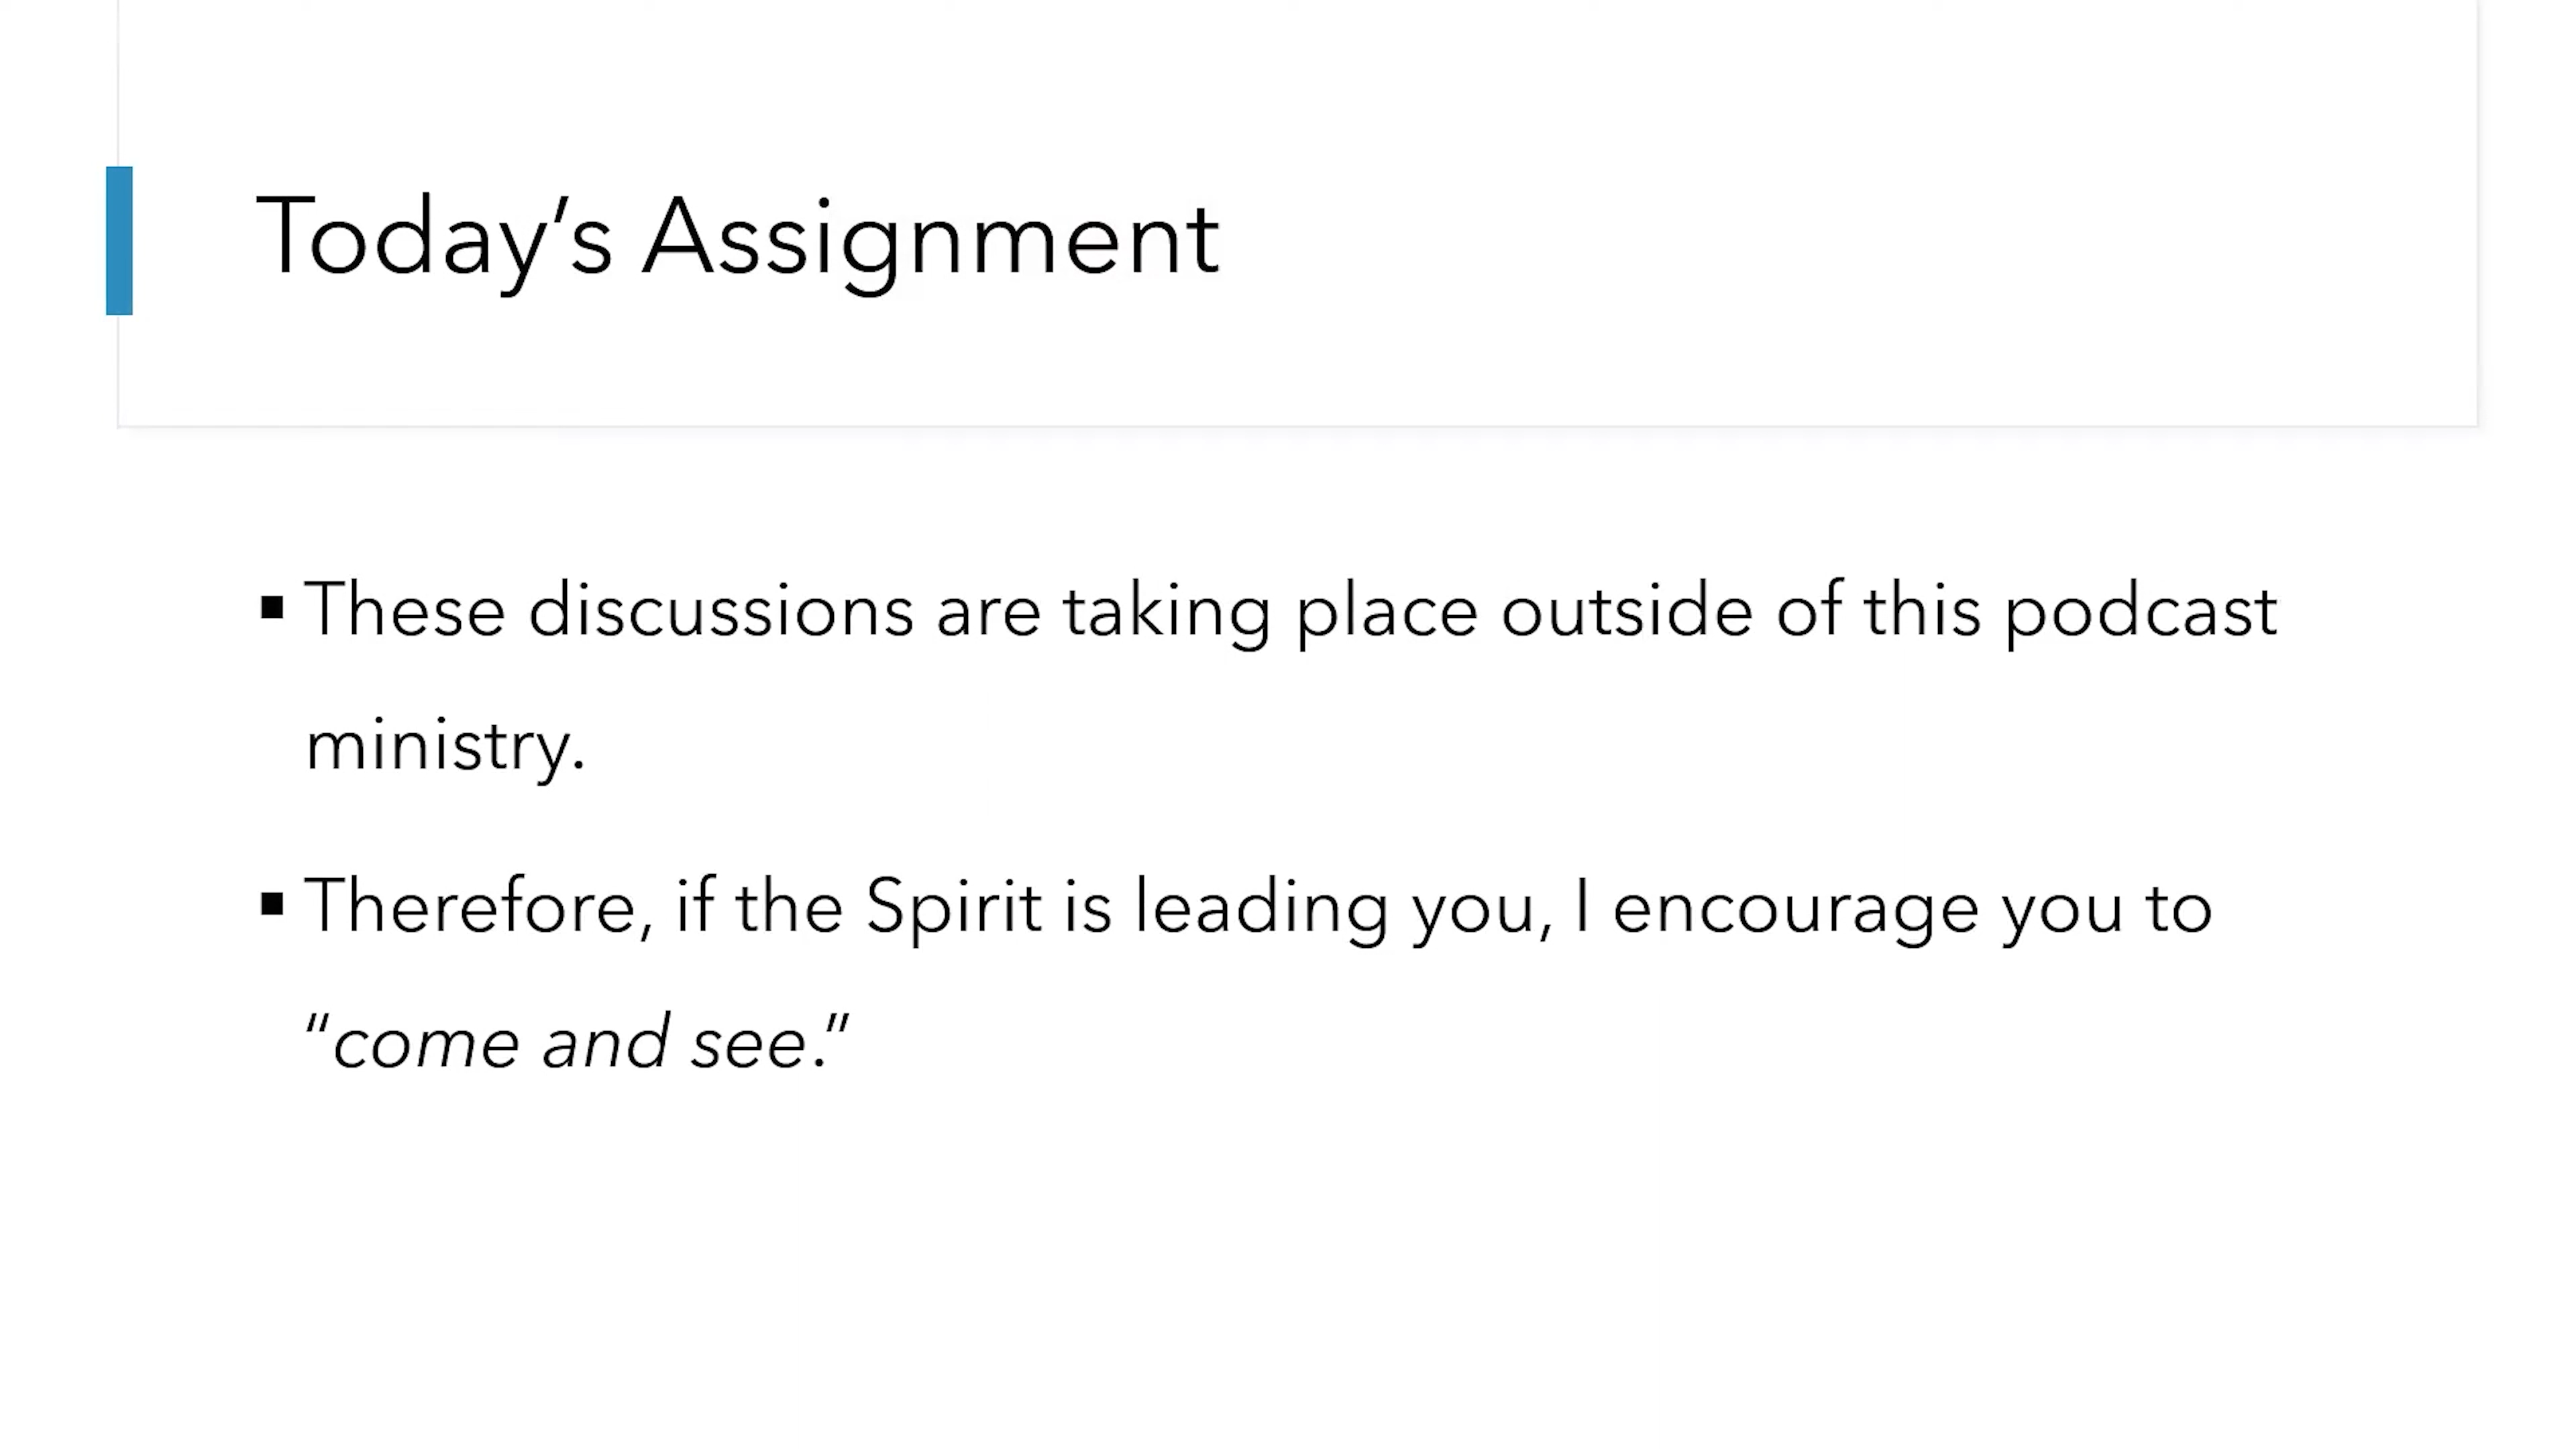 Today’s Assignment
▪ These discussions are taking place outside of this podcast
ministry.
▪ Therefore, if the Spirit is leading you, I encourage you to
“come and see.”